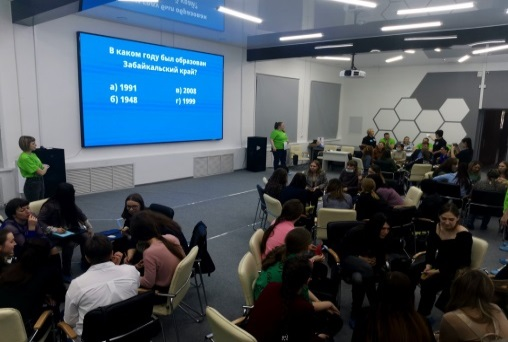 В каком году был образован
Забайкальский край?
а) 1991
в) 2008
б) 1948
г) 1999